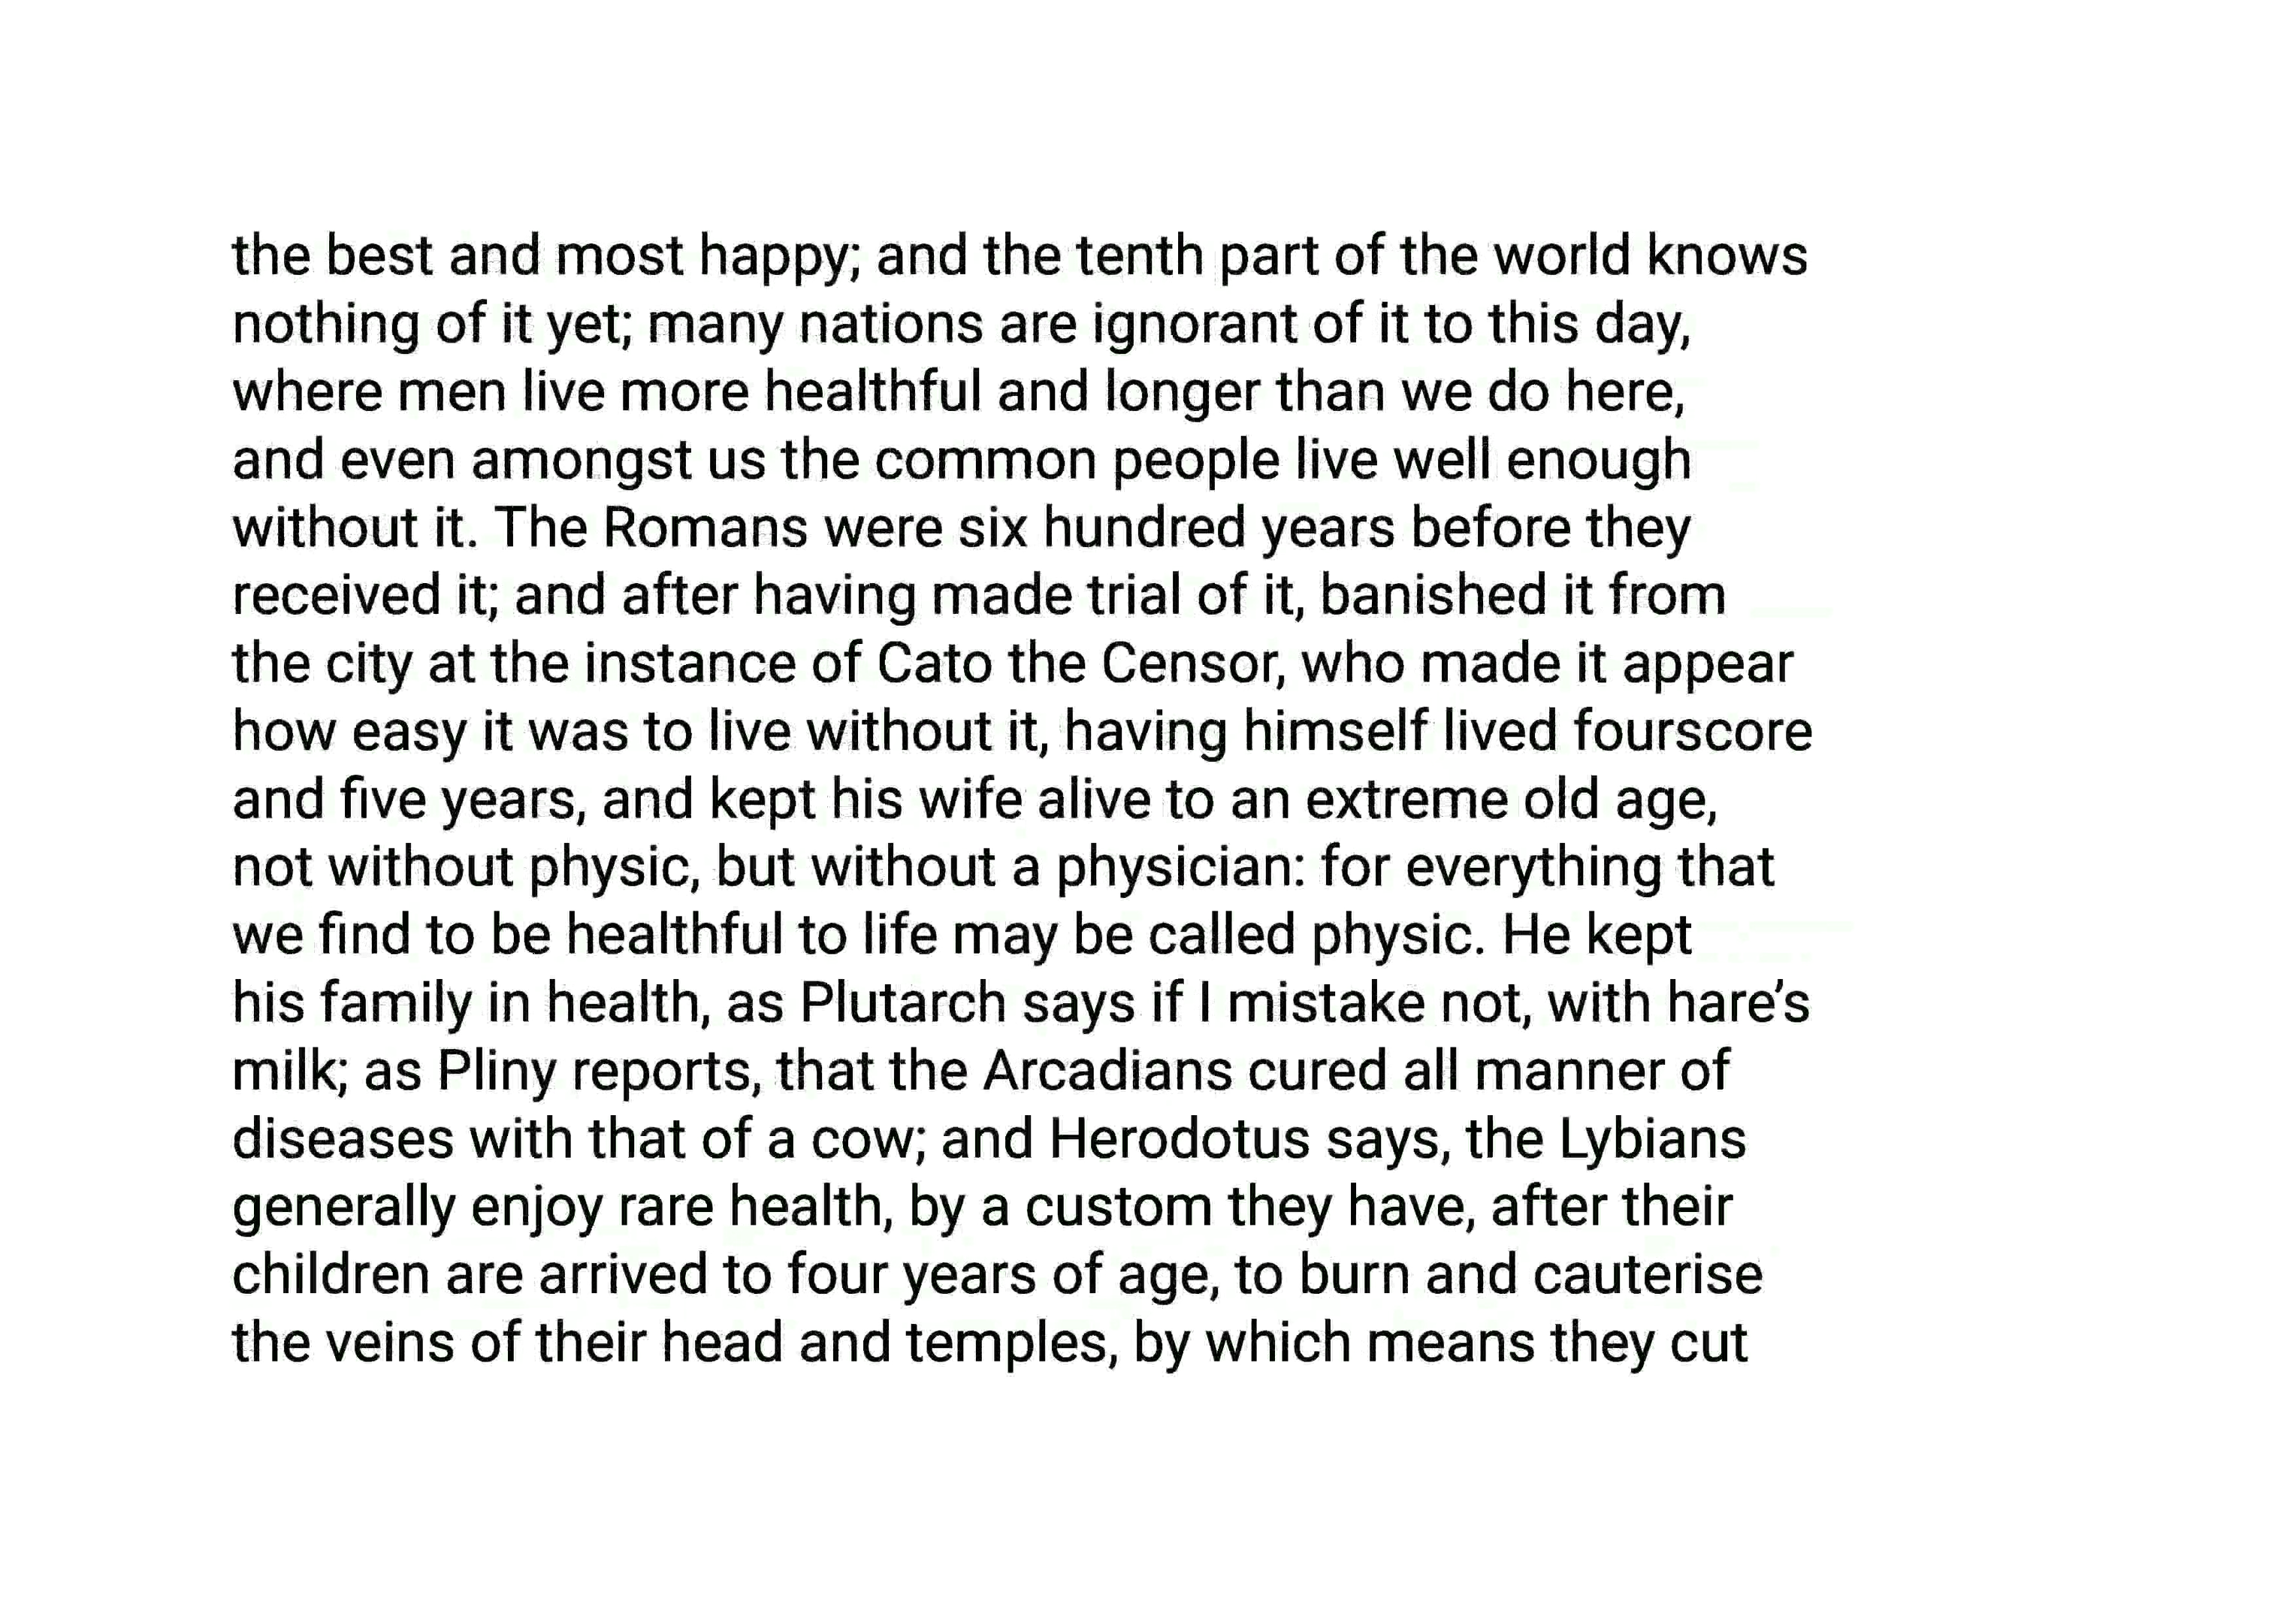 the best and most happy; and the tenth part of the world knows
nothing of it yet; many nations are ignorant of it to this day,
where men live more healthful and longer than we do here,
and even amongst us the common people live well enough
without it. The Romans were six hundred years before they
received it; and after having made trial of it, banished it from
the city at the instance of Cato the Censor, who made it appear
how easy it was to live without it, having himself lived fourscore
and five years, and kept his wife alive to an extreme old age,
not without physic, but without a physician: for everything that
we find to be healthful to life may be called physic. He kept
his family in health, as Plutarch says if I mistake not, with hare’s
milk; as Pliny reports, that the Arcadians cured all manner of
diseases with that of a cow; and Herodotus says, the Lybians
generally enjoy rare health, by a custom they have, after their
children are arrived to four years of age, to burn and cauterise
the veins of their head and temples, by which means they cut